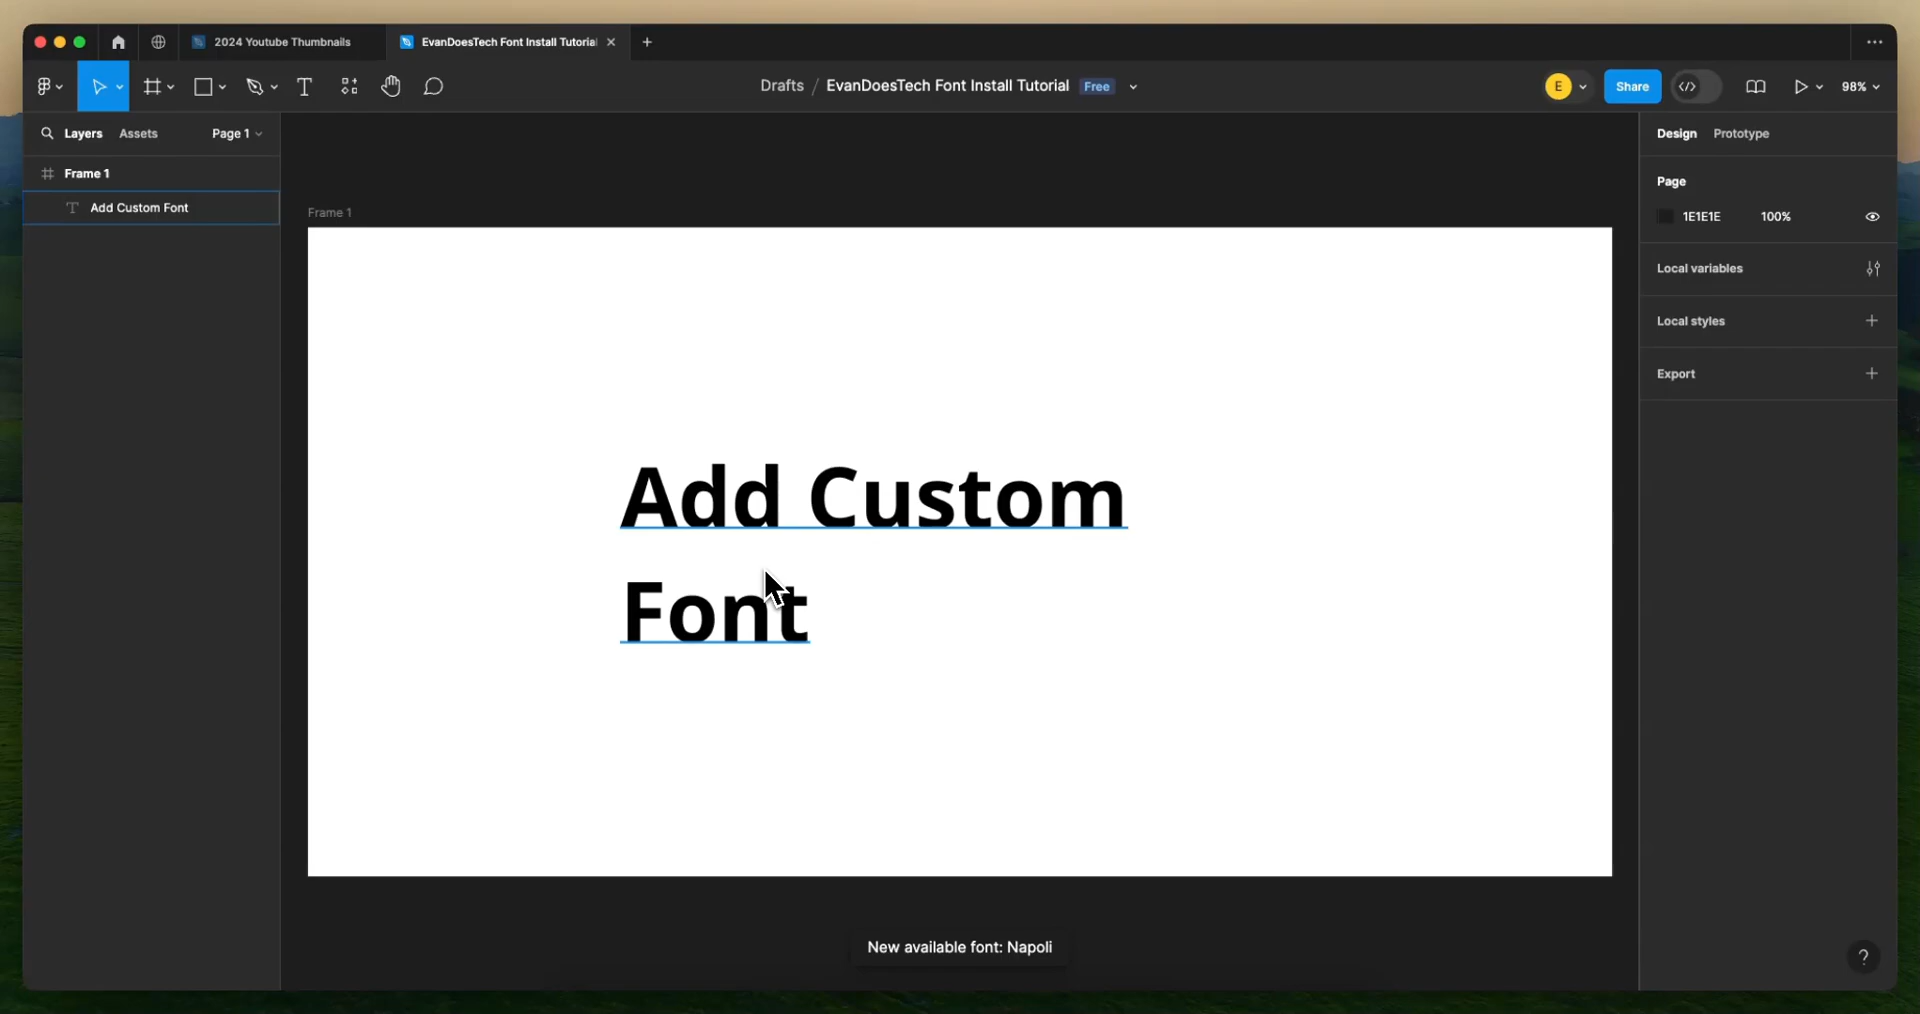 2024 Youtube Thumbnails
EvanDoesTech Font Install Tutoria
Drafts / EvanDoesTech Font Install Tutorial Free
E
Share
98%
Layers Assets Page 1
Design Prototype
Frame 1
Add Custom Font
Page
1E1E1E 100%
Local variables
Local styles
Export
Frame 1
Add Custom
Font
New available font: Napoli
?